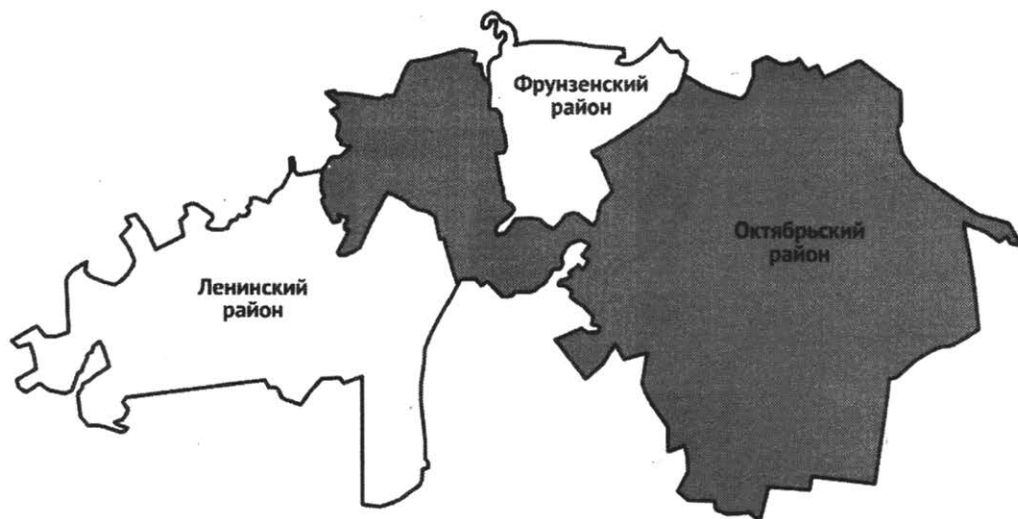 Фрунзенский
район
Октябрьский
район
Ленинский
район